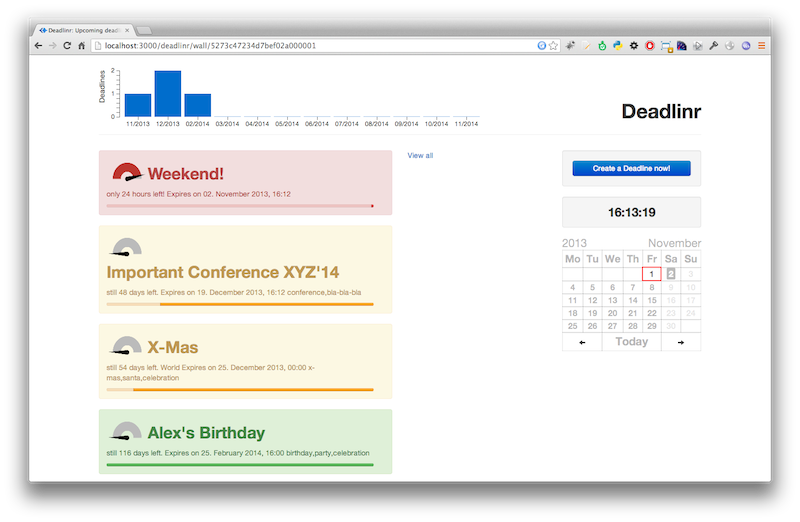 Deadlinr: Upcoming deadl
localhost:3000/deadlinr/wall/5273c47234d7bef02a000001
Deadlines
2
1
0
11/2013 12/2013 02/2014 03/2014 04/2014 05/2014 06/2014 07/2014 08/2014 09/2014 10/2014 11/2014
Deadlinr
Weekend!
only 24 hours left! Expires on 02. November 2013, 16:12
Important Conference XYZ'14
still 48 days left. Expires on 19. December 2013, 16:12 conference,bla-bla-bla
X-Mas
still 54 days left. World Expires on 25. December 2013, 00:00 x-
mas,santa,celebration
Alex's Birthday
still 116 days left. Expires on 25. February 2014, 16:00 birthday,party,celebration
View all
Create a Deadline now!
16:13:19
2013 November
Mo Tu We Th Fr Sa Su
1 2 3
4 5 6 7 8 9 10
11 12 13 14 15 16 17
18 19 20 21 22 23 24
25 26 27 28 29 30
Today